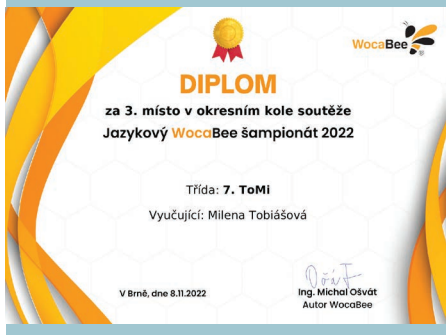 WocaBee
DIPLOM
za 3. místo v okresním kole soutěže
Jazykový WocaBee šampionát 2022
Třída: 7. ToMi
Vyučující: Milena Tobiášová
V Brně, dne 8.11.2022
Ing. Michal Ošvát
Autor WocaBee